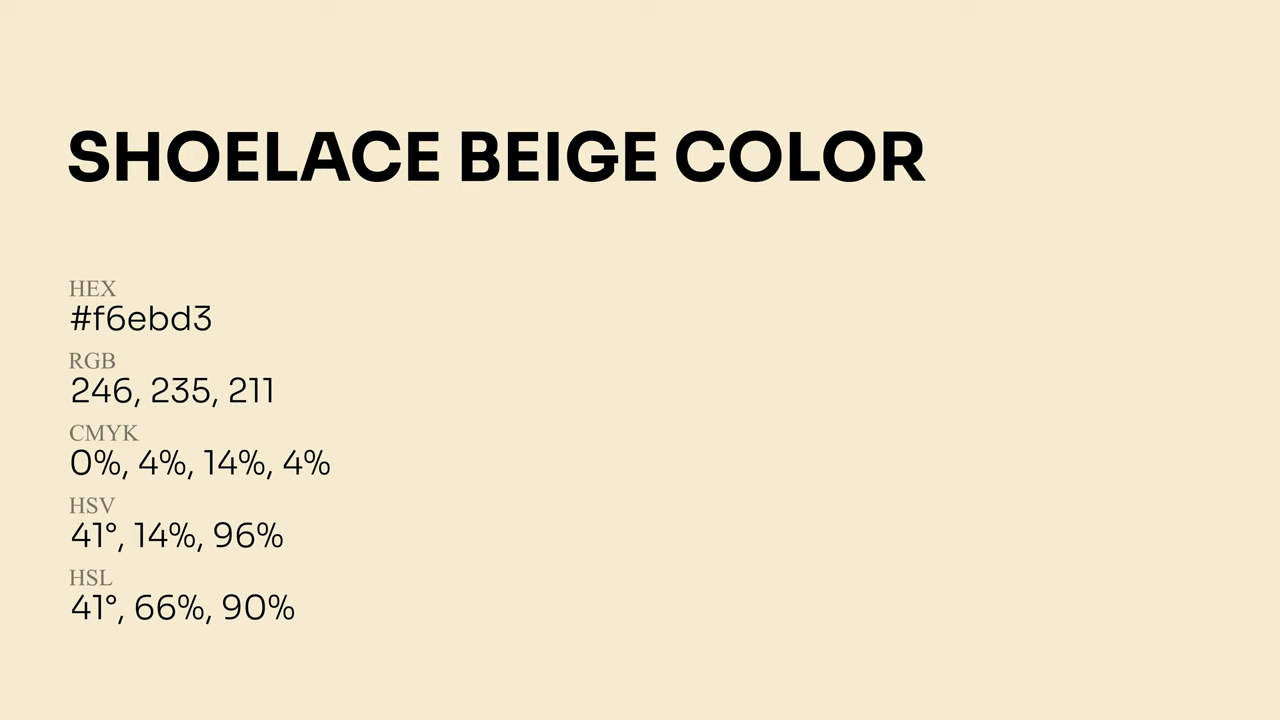 SHOELACE BEIGE COLOR
HEX
#f6ebd3
RGB
246, 235, 211
CMYK
0%, 4%, 14%, 4%
HSV
41°, 14%, 96%
HSL
41°, 66%, 90%